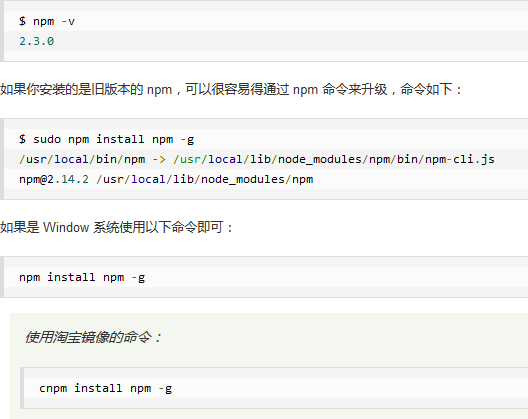 $ npm -v
2.3.0
如果你安装的是旧版本的 npm，可以很容易得通过 npm 命令来升级，命令如下：
$ sudo npm install npm -g
/usr/local/bin/npm -> /usr/local/lib/node_modules/npm/bin/npm-cli.js
npm@2.14.2 /usr/local/lib/node_modules/npm
如果是 Window 系统使用以下命令即可：
npm install npm -g
使用淘宝镜像的命令：
cnpm install npm -g